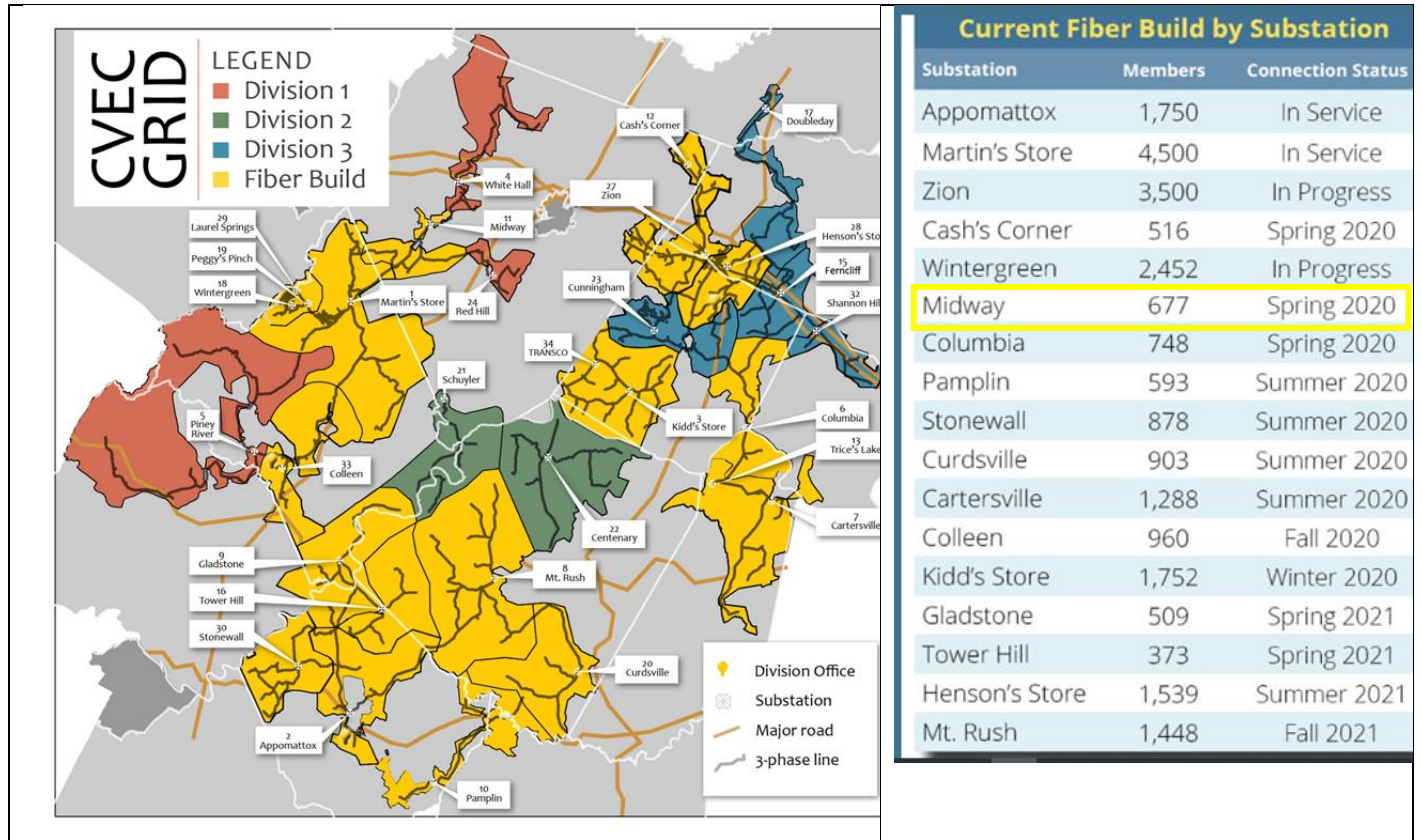 CVEC
GRID
LEGEND
Division 1
Division 2
Division 3
Fiber Build
17
Doubleday
12
Cash's Corner
4
White Hall
27
Zion
11
Midway
29
Laurel Springs
19
Peggy's Pinch
18
Wintergreen
28
Henson's Sto
15
Ferncliff
23
Cunningham
32
Shannon Hil
1
Martin's Store
24
Red Hill
34
TRANSCO
21
Schuyler
5
Piney
River
3
Kidd's Store
6
Columbia
13
Trice's Lake
33
Colleen
7
Cartersville
22
Centenary
9
Gladstone
8
Mt. Rush
16
Tower Hill
30
Stonewall
20
Curdsville
2
Appomattox
10
Pamplin
Division Office
Substation
Major road
3-phase line
Current Fiber Build by Substation
Substation Members Connection Status
Appomattox 1,750 In Service
Martin's Store 4,500 In Service
Zion 3,500 In Progress
Cash's Corner 516 Spring 2020
Wintergreen 2,452 In Progress
Midway 677 Spring 2020
Columbia 748 Spring 2020
Pamplin 593 Summer 2020
Stonewall 878 Summer 2020
Curdsville 903 Summer 2020
Cartersville 1,288 Summer 2020
Colleen 960 Fall 2020
Kidd's Store 1,752 Winter 2020
Gladstone 509 Spring 2021
Tower Hill 373 Spring 2021
Henson's Store 1,539 Summer 2021
Mt. Rush 1,448 Fall 2021